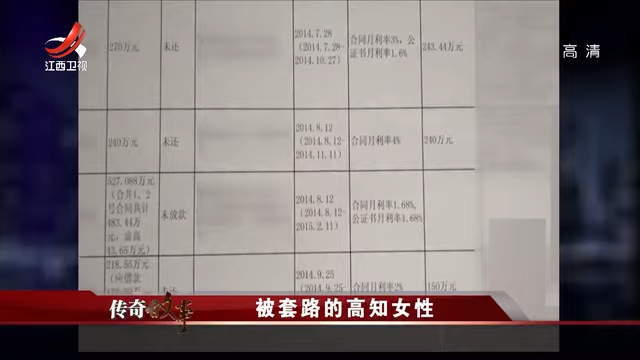 江西卫视
高清
270万元
未还
2014.7.28
(2014.7.28-
2014.10.27)
合同月利率3%,公
证书月利率1.6%
243.44万元
240万元
未还
2014.8.12
(2014.8.12-
2014.11.11)
合同月利率4%
240万元
527.088万元
(合并1、2
号合同共计
483.44万
元,余高
43.65万元)
未放款
2014.8.12
(2014.8.12-
2015.2.11)
合同月利率1.68%,
公证书月利率1.68%
218.55万元
(应偿款
2014.9.25
(2014.9.25-
合同月利率2%
150万元
传奇故事
被套路的高知女性